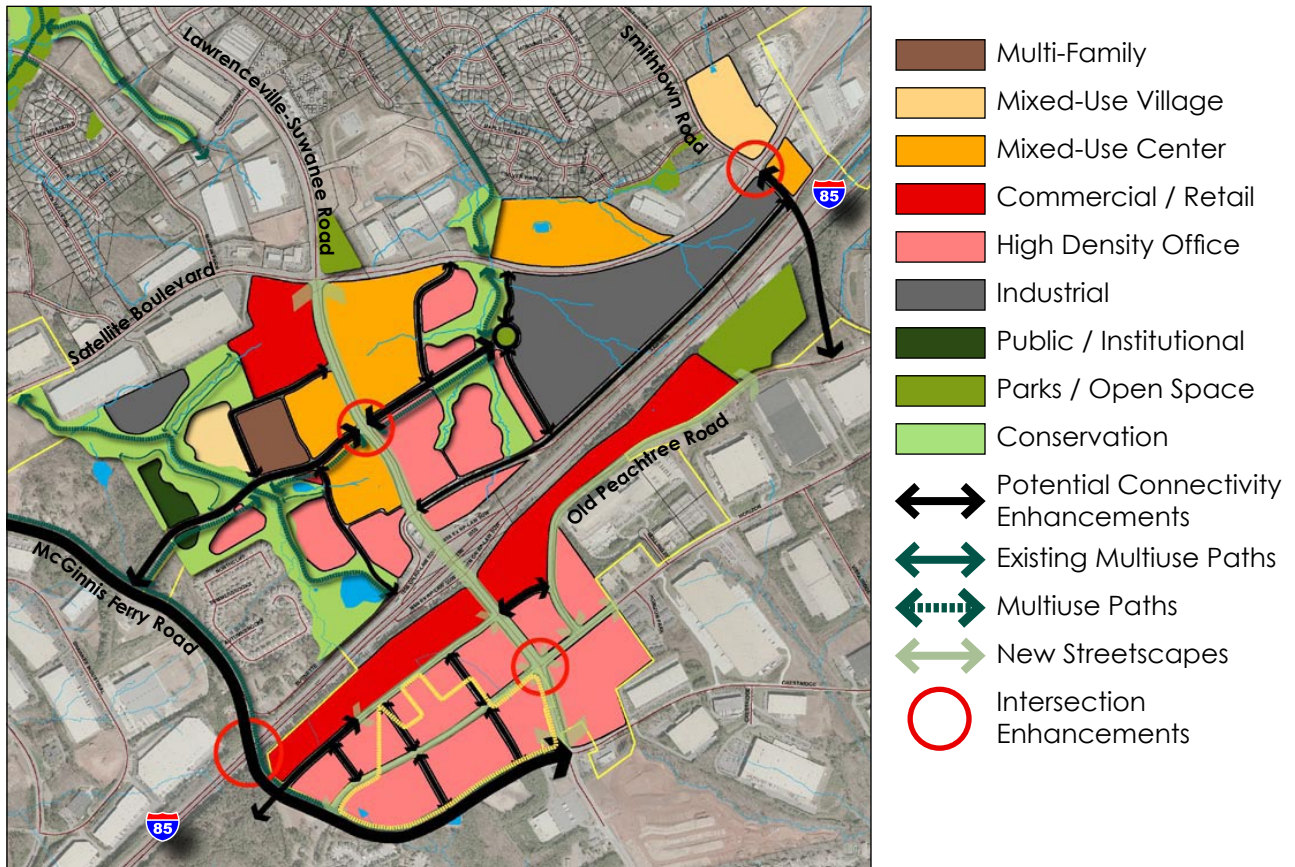 Lawrenceville-Suwanee Road
Smithtown Road
85
Satellite Boulevard
Old Peachtree Road
McGinnis Ferry Road
85
Multi-Family
Mixed-Use Village
Mixed-Use Center
Commercial / Retail
High Density Office
Industrial
Public / Institutional
Parks / Open Space
Conservation
Potential Connectivity
Enhancements
Existing Multiuse Paths
Multiuse Paths
New Streetscapes
Intersection
Enhancements